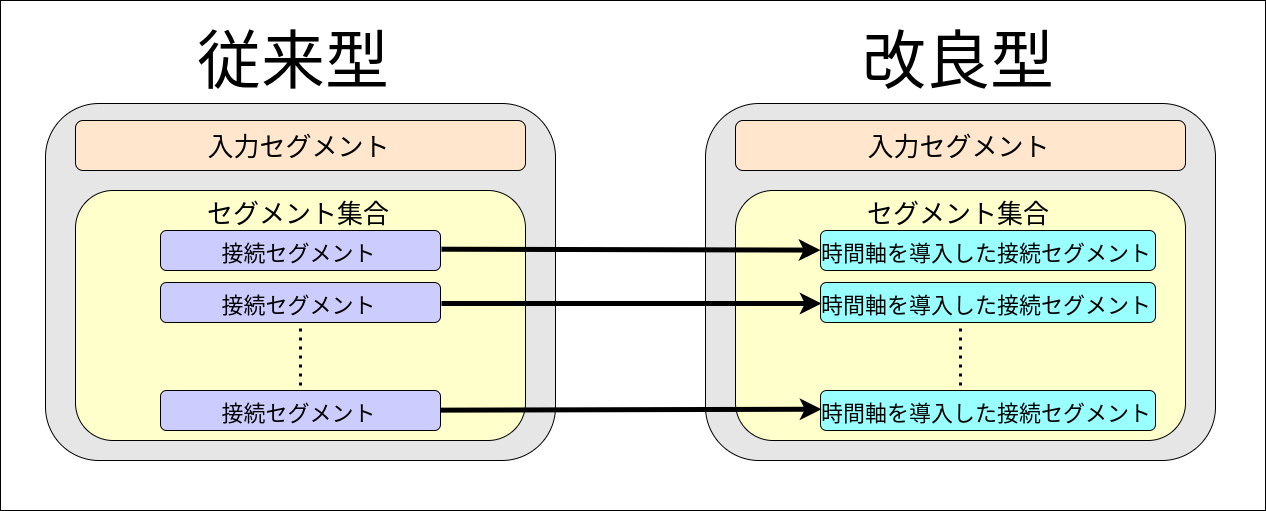 従来型
入力セグメント
セグメント集合
接続セグメント
接続セグメント
接続セグメント
改良型
入力セグメント
セグメント集合
時間軸を導入した接続セグメント
時間軸を導入した接続セグメント
時間軸を導入した接続セグメント